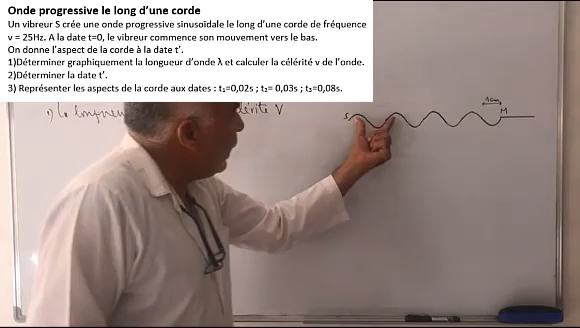 Onde progressive le long d'une corde
Un vibreur S crée une onde progressive sinusoïdale le long d'une corde de fréquence
ν = 25Hz. A la date t=0, le vibreur commence son mouvement vers le bas.
On donne l'aspect de la corde à la date t'.
1)Déterminer graphiquement la longueur d'onde λ et calculer la célérité v de l'onde.
2)Déterminer la date t'.
3) Représenter les aspects de la corde aux dates : t₁=0,02s ; t₂= 0,03s ; t₃=0,08s.
1) la longueu célérité V
S 1cm M